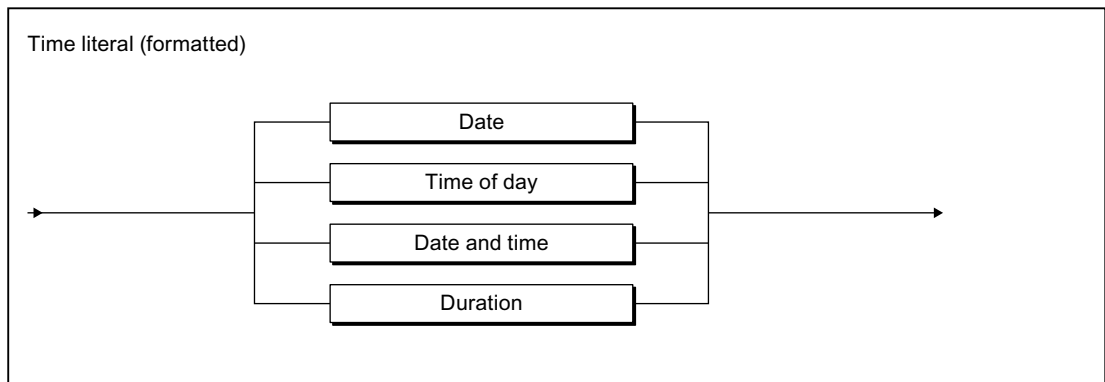 Time literal (formatted)
Date
Time of day
Date and time
Duration